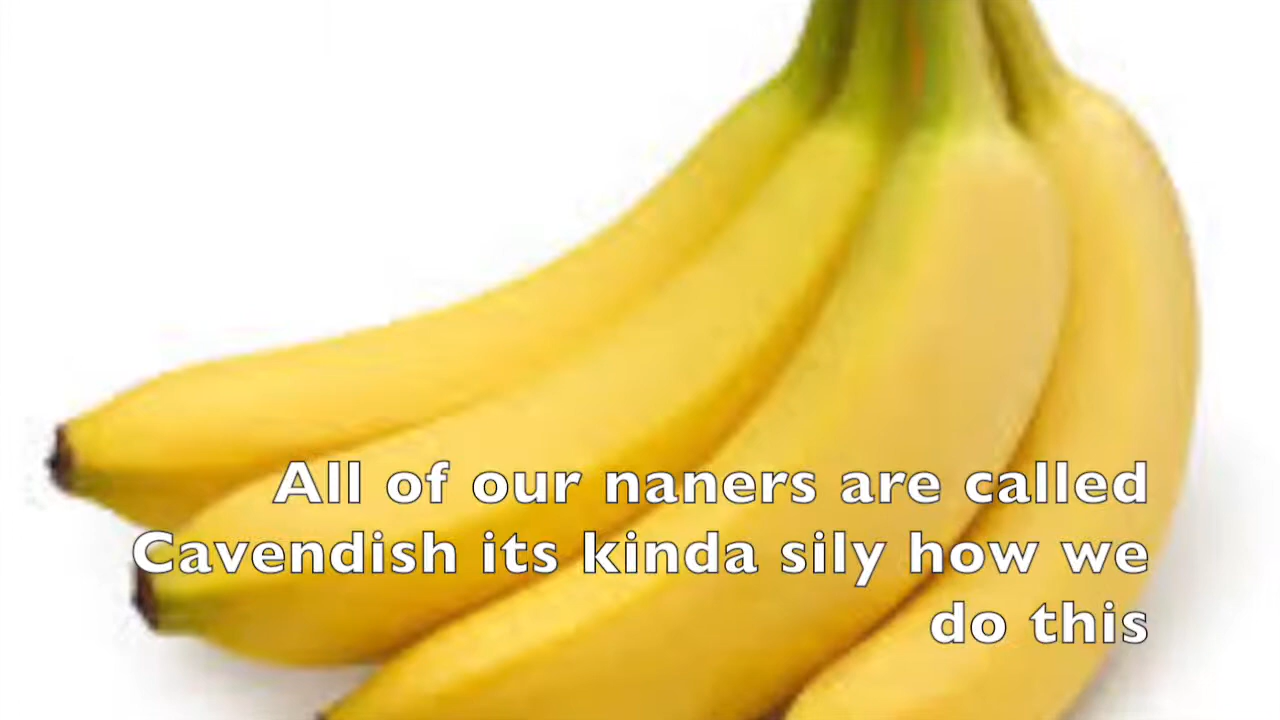 All of our naners are called
Cavendish its kinda sily how we
do this